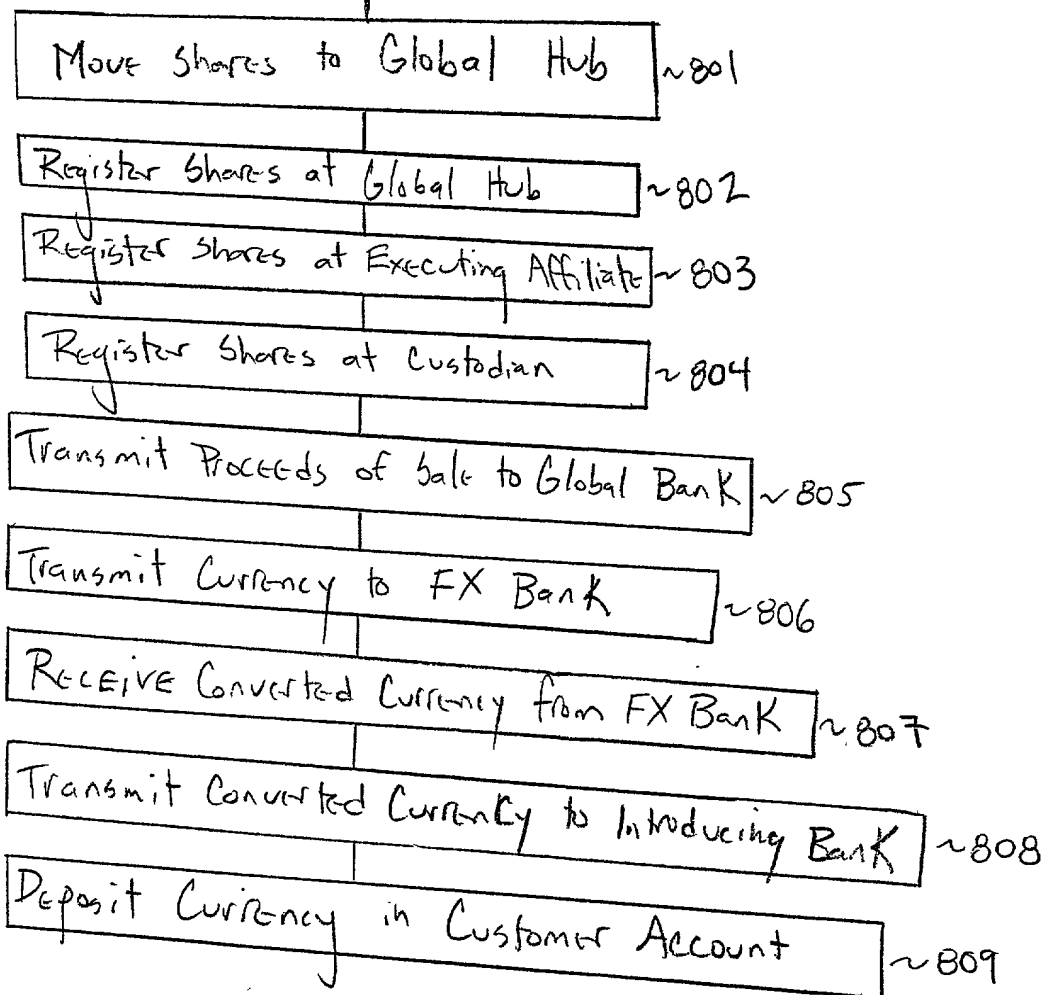 Move Shares to Global Hub ~801
Register Shares at Global Hub ~802
Register Shares at Executing Affiliate ~803
Register Shares at Custodian ~804
Transmit Proceeds of Sale to Global Bank ~805
Transmit Currency to FX Bank ~806
Receive Converted Currency from FX Bank ~807
Transmit Converted Currency to Introducing Bank ~808
Deposit Currency in Customer Account ~809